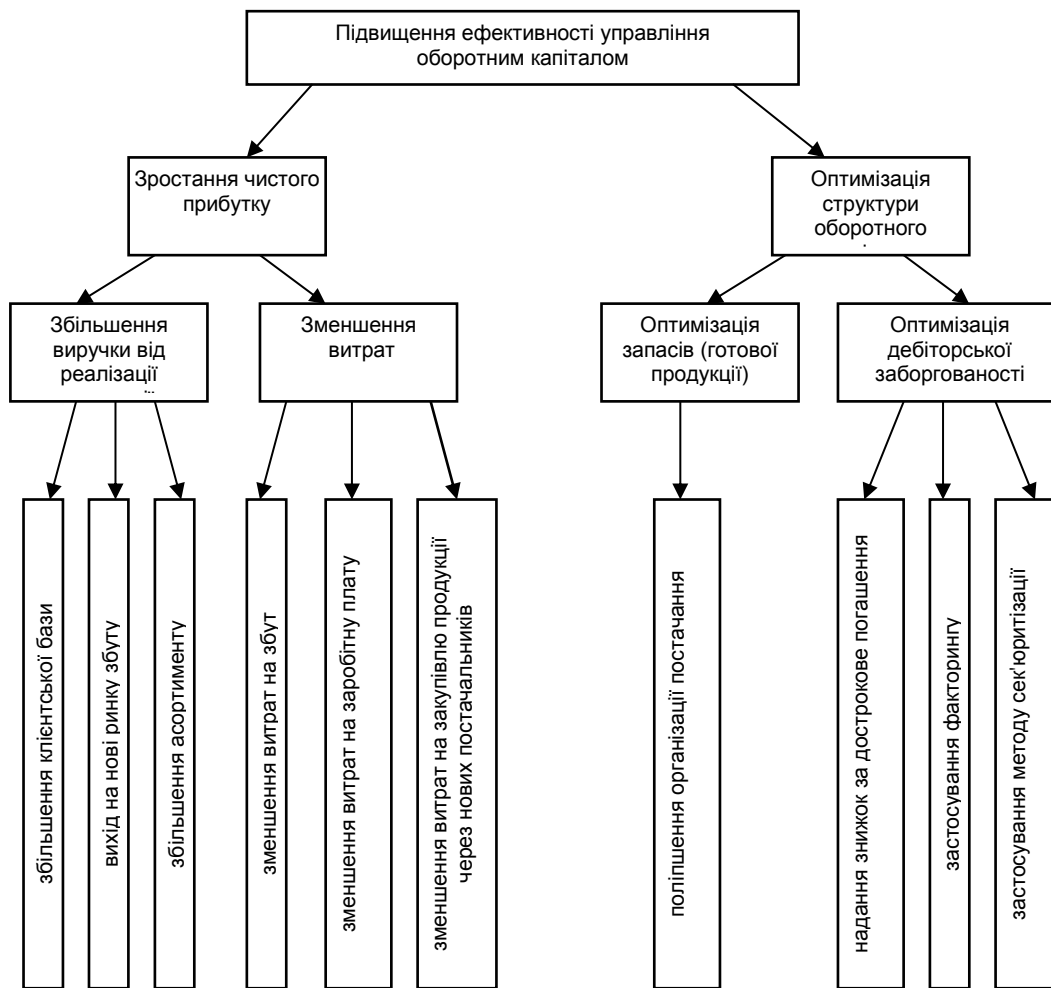 Підвищення ефективності управління
оборотним капіталом
Зростання чистого
прибутку
Оптимізація
структури
оборотного
Збільшення
виручки від
реалізації
Зменшення
витрат
Оптимізація
запасів (готової
продукції)
Оптимізація
дебіторської
заборгованості
збільшення клієнтської бази
вихід на нові ринку збуту
збільшення асортименту
зменшення витрат на збут
зменшення витрат на заробітну плату
зменшення витрат на закупівлю продукції
через нових постачальників
поліпшення організації постачання
надання знижок за дострокове погашення
застосування факторингу
застосування методу сек'юритізації